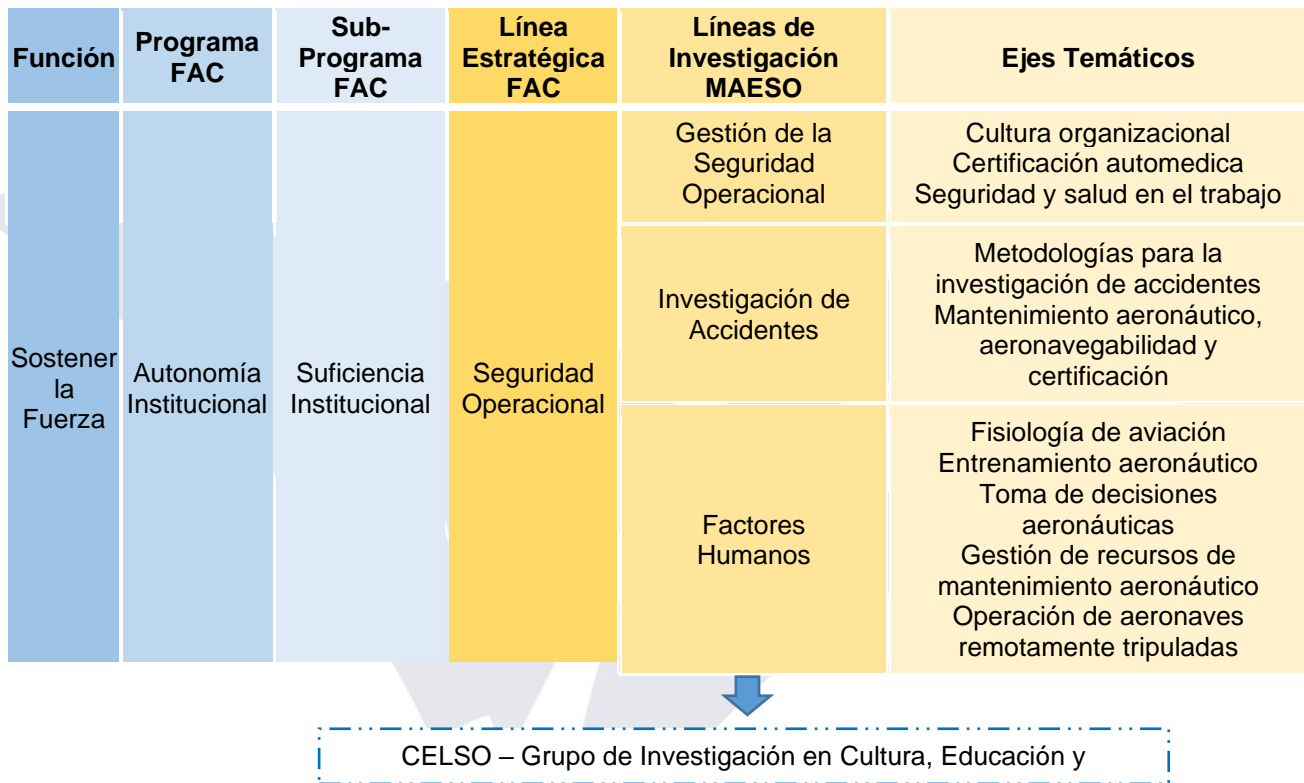 Función
Programa
FAC
Sub-
Programa
FAC
Línea
Estratégica
FAC
Líneas de
Investigación
MAESO
Ejes Temáticos
Sostener
la
Fuerza
Autonomía
Institucional
Suficiencia
Institucional
Seguridad
Operacional
Gestión de la
Seguridad
Operacional
Cultura organizacional
Certificación automedica
Seguridad y salud en el trabajo
Investigación de
Accidentes
Metodologías para la
investigación de accidentes
Mantenimiento aeronáutico,
aeronavegabilidad y
certificación
Factores
Humanos
Fisiología de aviación
Entrenamiento aeronáutico
Toma de decisiones
aeronáuticas
Gestión de recursos de
mantenimiento aeronáutico
Operación de aeronaves
remotamente tripuladas
CELSO – Grupo de Investigación en Cultura, Educación y